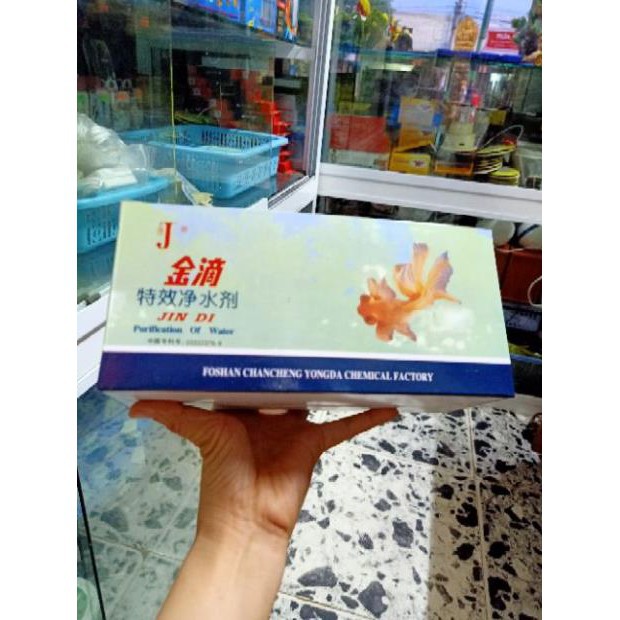 J
金滴
特效净水剂
JIN DI
Purification Of Water
FOSHAN CHANCHENG YONGDA CHEMICAL FACTORY